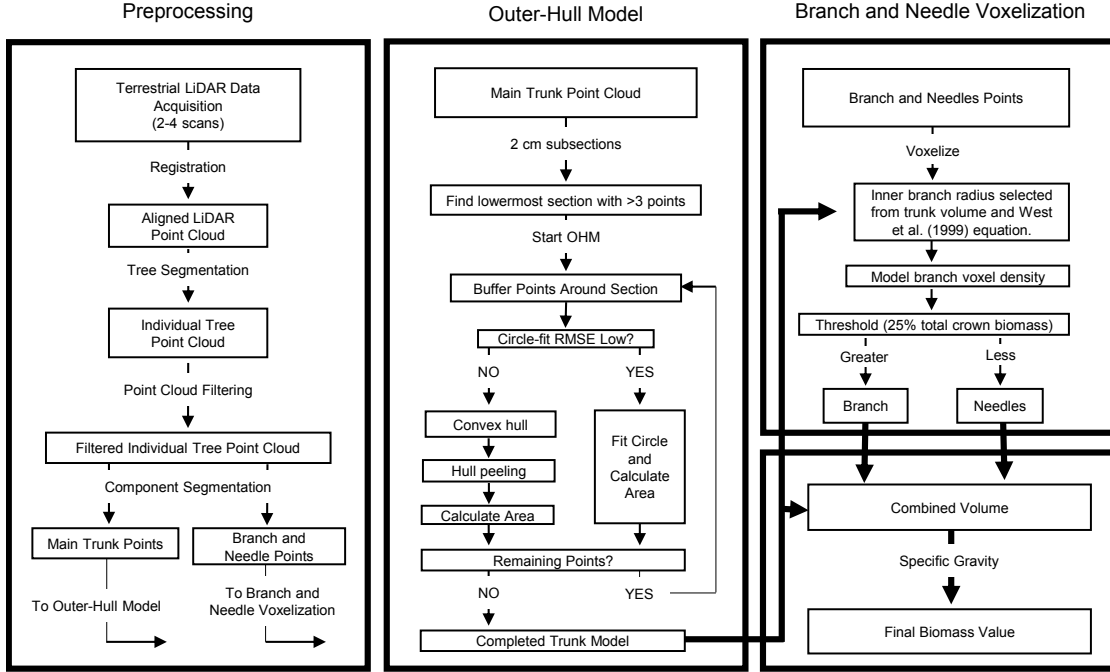 Preprocessing
Terrestrial LiDAR Data
Acquisition
(2-4 scans)
Registration
Aligned LiDAR
Point Cloud
Tree Segmentation
Individual Tree
Point Cloud
Point Cloud Filtering
Filtered Individual Tree Point Cloud
Component Segmentation
Main Trunk Points
Branch and
Needle Points
To Outer-Hull Model
To Branch and
Needle Voxelization
Outer-Hull Model
Main Trunk Point Cloud
2 cm subsections
Find lowermost section with >3 points
Start OHM
Buffer Points Around Section
Circle-fit RMSE Low?
NO
YES
Convex hull
Hull peeling
Calculate Area
Fit Circle
and
Calculate
Area
Remaining Points?
NO
YES
Completed Trunk Model
Branch and Needle Voxelization
Branch and Needles Points
Voxelize
Inner branch radius selected
from trunk volume and West
et al. (1999) equation.
Model branch voxel density
Threshold (25% total crown biomass)
Greater
Less
Branch
Needles
Combined Volume
Specific Gravity
Final Biomass Value